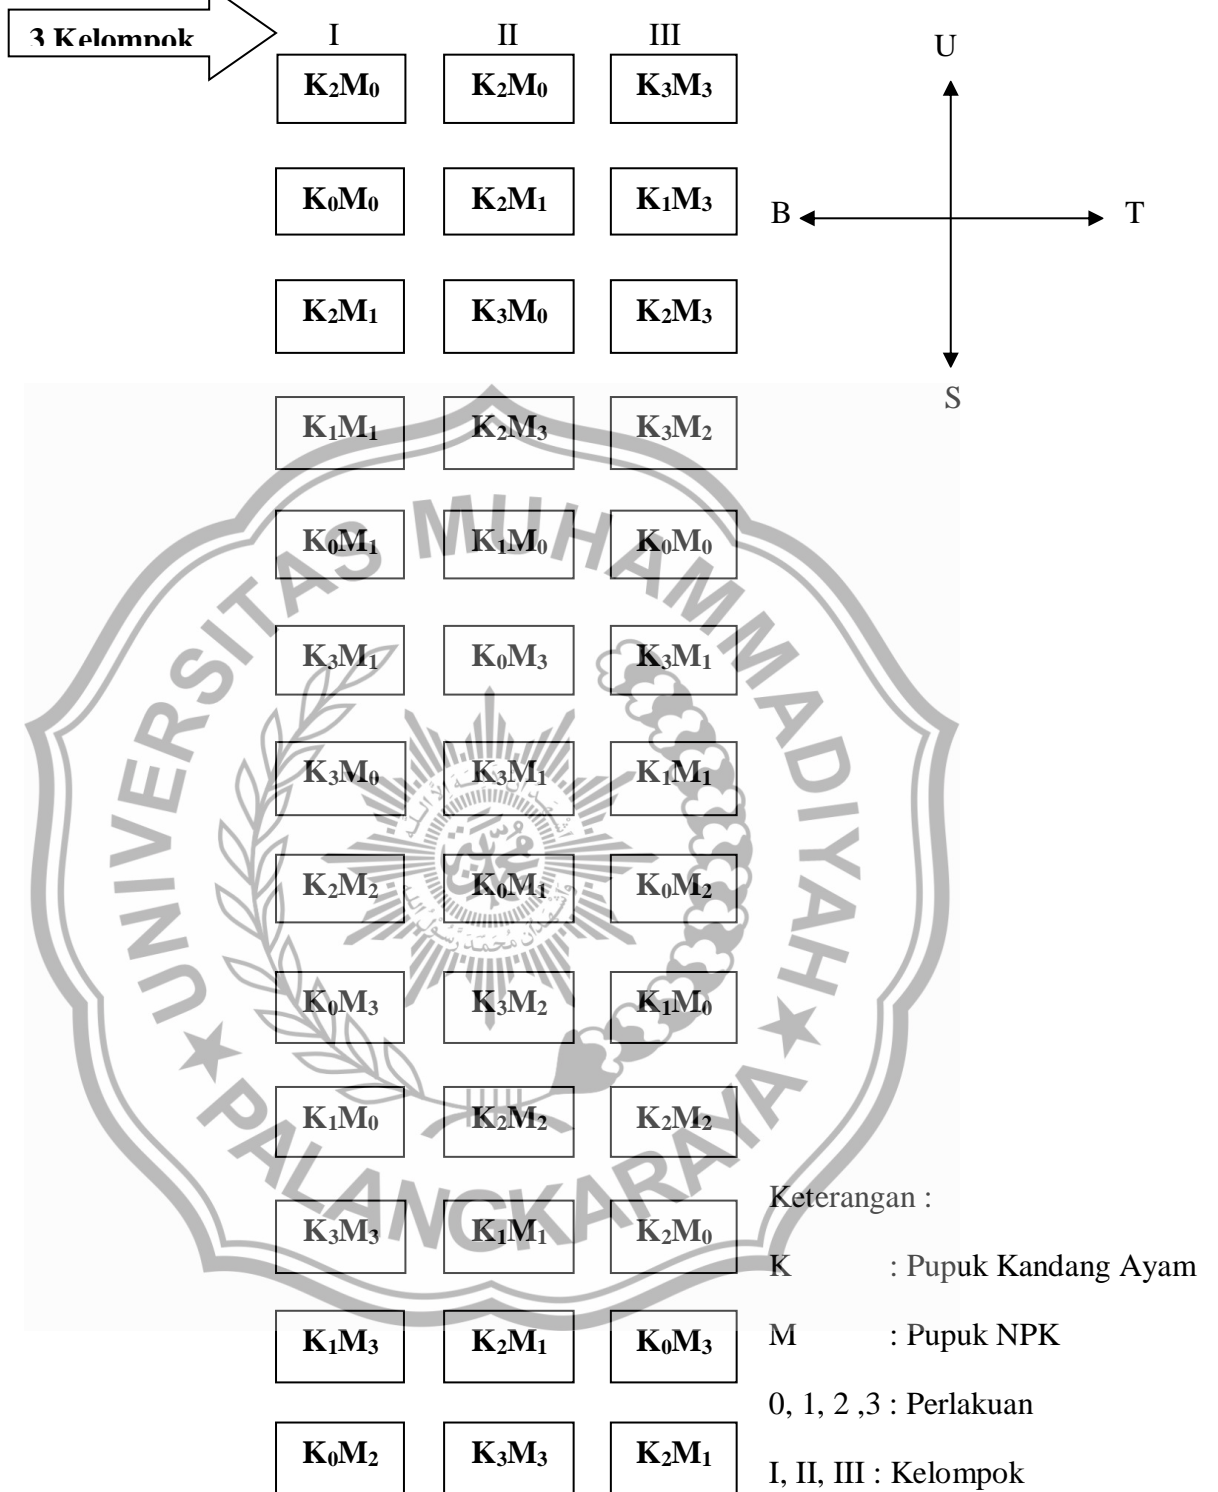 3 Kelompok
I II III
U
K₂M₀ K₂M₀ K₃M₃
K₀M₀ K₂M₁ K₁M₃
B T
K₂M₁ K₃M₀ K₂M₃
S
K₁M₁ K₂M₃ K₃M₂
K₀M₁ K₁M₀ K₀M₀
K₃M₁ K₀M₃ K₃M₁
K₃M₀ K₃M₁ K₁M₁
K₂M₂ K₀M₁ K₀M₂
K₀M₃ K₃M₂ K₁M₀
K₁M₀ K₂M₂ K₂M₂
K₃M₃ K₁M₁ K₂M₀
K₁M₃ K₂M₁ K₀M₃
K₀M₂ K₃M₃ K₂M₁
Keterangan :
K : Pupuk Kandang Ayam
M : Pupuk NPK
0, 1, 2 ,3 : Perlakuan
I, II, III : Kelompok
UNIVERSITAS MUHAMMADIYAH
PALANGKARAYA